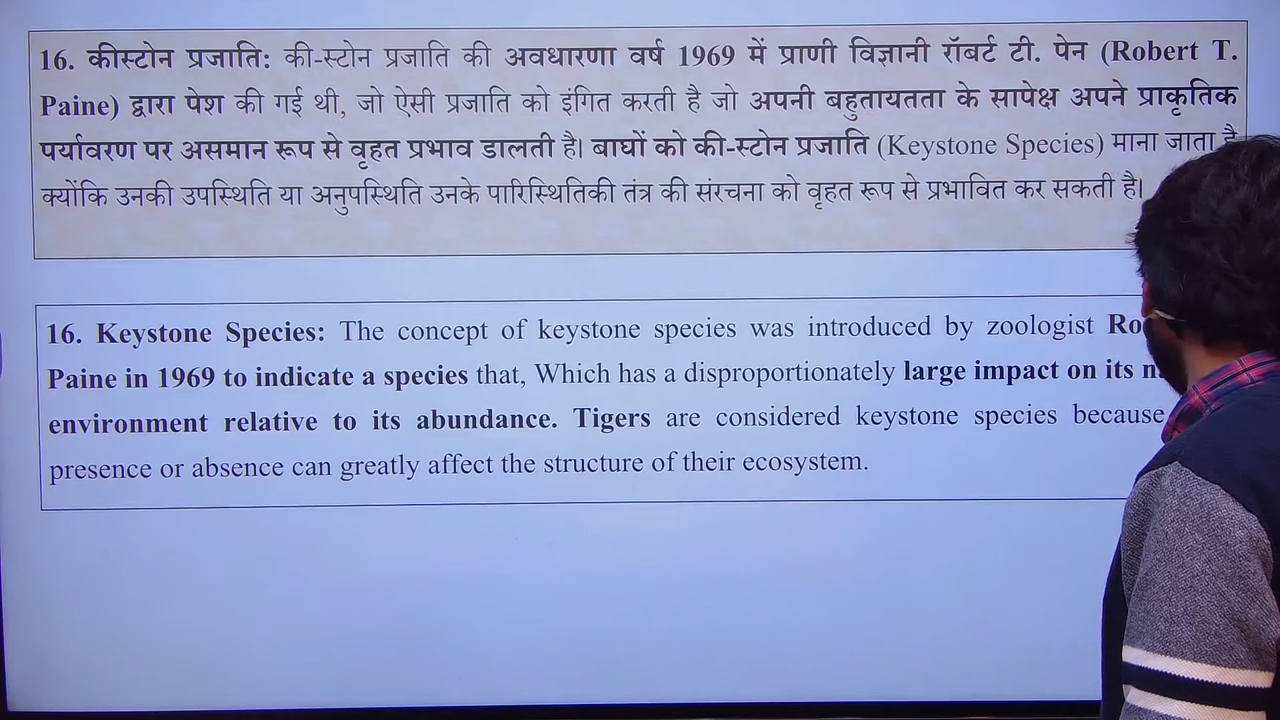 16. कीस्टोन प्रजाति: की-स्टोन प्रजाति की अवधारणा वर्ष 1969 में प्राणी विज्ञानी रॉबर्ट टी. पेन (Robert T.
Paine) द्वारा पेश की गई थी, जो ऐसी प्रजाति को इंगित करती है जो अपनी बहुतायतता के सापेक्ष अपने प्राकृतिक
पर्यावरण पर असमान रूप से वृहत प्रभाव डालती है। बाघों को की-स्टोन प्रजाति (Keystone Species) माना जाता है
क्योंकि उनकी उपस्थिति या अनुपस्थिति उनके पारिस्थितिकी तंत्र की संरचना को वृहत रूप से प्रभावित कर सकती है।
16. Keystone Species: The concept of keystone species was introduced by zoologist
Paine in 1969 to indicate a species that, Which has a disproportionately large impact on its
environment relative to its abundance. Tigers are considered keystone species because
presence or absence can greatly affect the structure of their ecosystem.